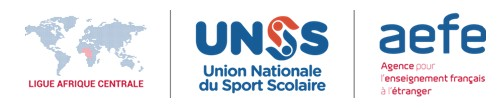 LIGUE AFRIQUE CENTRALE
UNSS
Union Nationale
du Sport Scolaire
aefe
Agence pour
l'enseignement français
à l'étranger